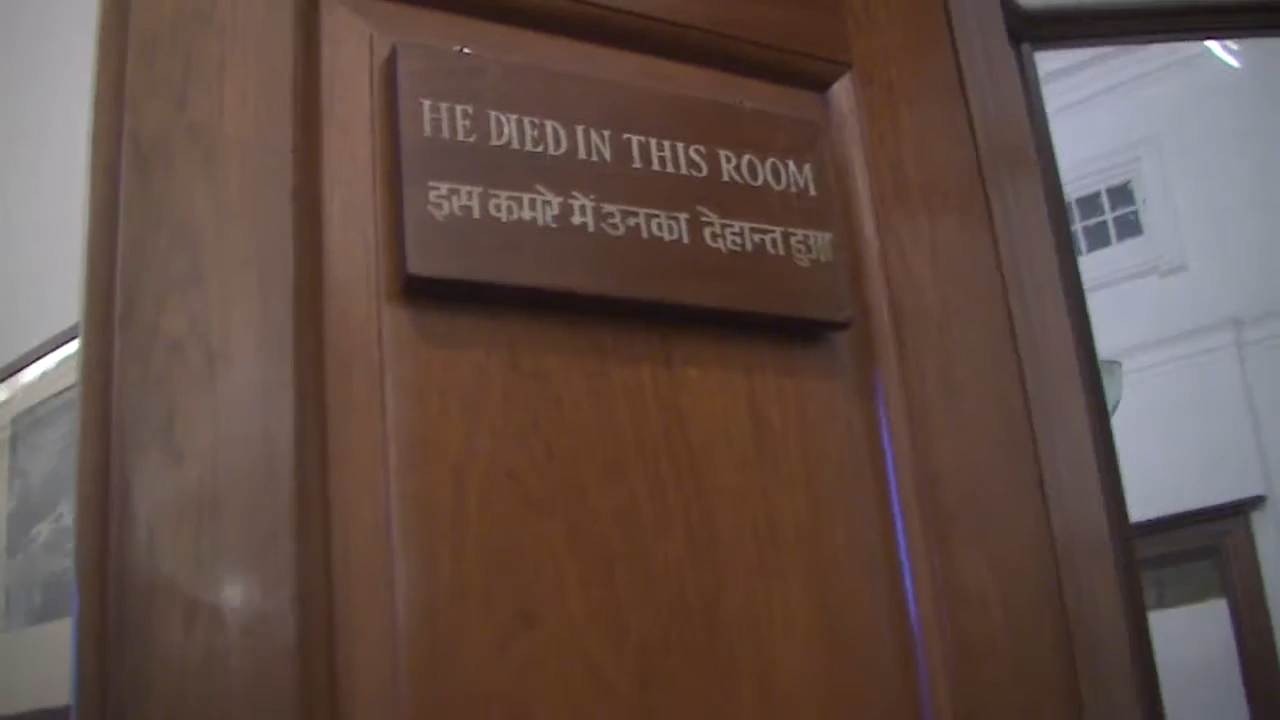 HE DIED IN THIS ROOM
इस कमरे में उनका देहान्त हुआ